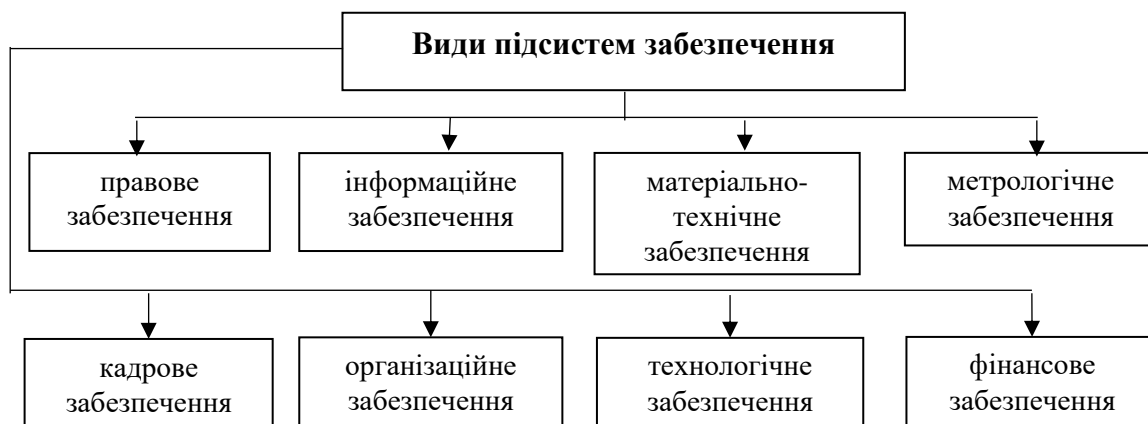 Види підсистем забезпечення
правове
забезпечення
інформаційне
забезпечення
матеріально-
технічне
забезпечення
метрологічне
забезпечення
кадрове
забезпечення
організаційне
забезпечення
технологічне
забезпечення
фінансове
забезпечення